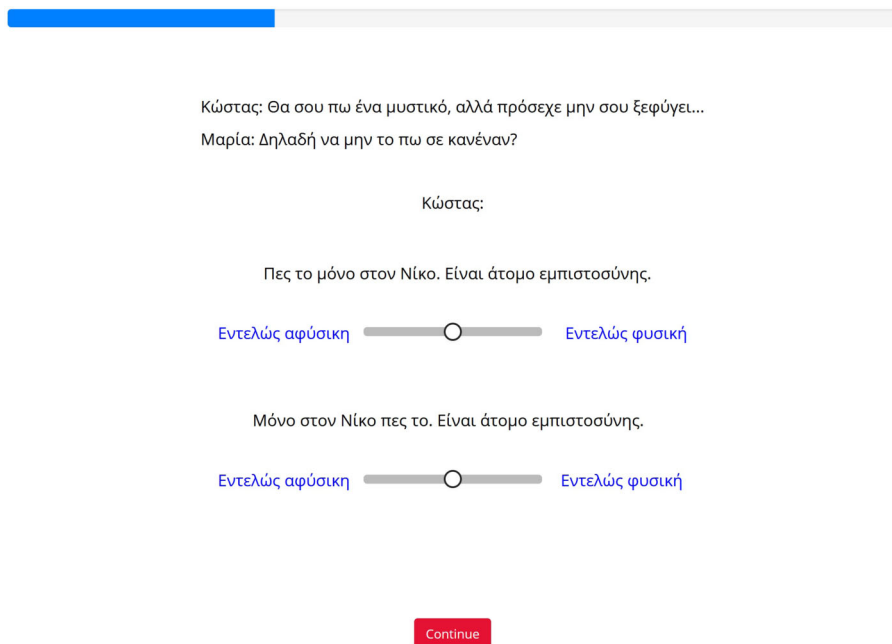 Κώστας: Θα σου πω ένα μυστικό, αλλά πρόσεχε μην σου ξεφύγει...
Μαρία: Δηλαδή να μην το πω σε κανέναν?
Κώστας:
Πες το μόνο στον Νίκο. Είναι άτομο εμπιστοσύνης.
Εντελώς αφύσικη Εντελώς φυσική
Μόνο στον Νίκο πες το. Είναι άτομο εμπιστοσύνης.
Εντελώς αφύσικη Εντελώς φυσική
Continue